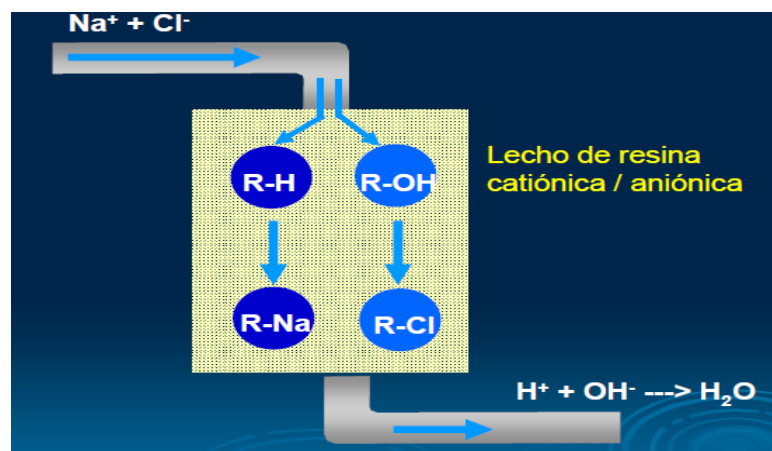 Na⁺ + Cl⁻
R-H
R-OH
Lecho de resina
catiónica / aniónica
R-Na
R-Cl
H⁺ + OH⁻ ---> H₂O